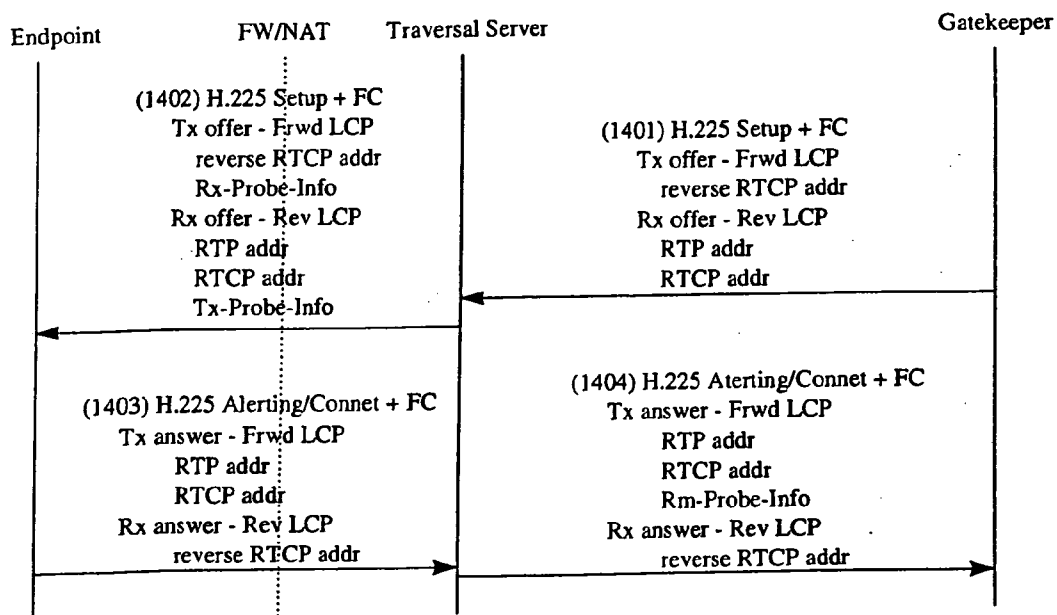 Endpoint FW/NAT Traversal Server Gatekeeper
(1402) H.225 Setup + FC
Tx offer - Frwd LCP
reverse RTCP addr
Rx-Probe-Info
Rx offer - Rev LCP
RTP addr
RTCP addr
Tx-Probe-Info
(1401) H.225 Setup + FC
Tx offer - Frwd LCP
reverse RTCP addr
Rx offer - Rev LCP
RTP addr
RTCP addr
(1403) H.225 Alerting/Connet + FC
Tx answer - Frwd LCP
RTP addr
RTCP addr
Rx answer - Rev LCP
reverse RTCP addr
(1404) H.225 Aterting/Connet + FC
Tx answer - Frwd LCP
RTP addr
RTCP addr
Rm-Probe-Info
Rx answer - Rev LCP
reverse RTCP addr